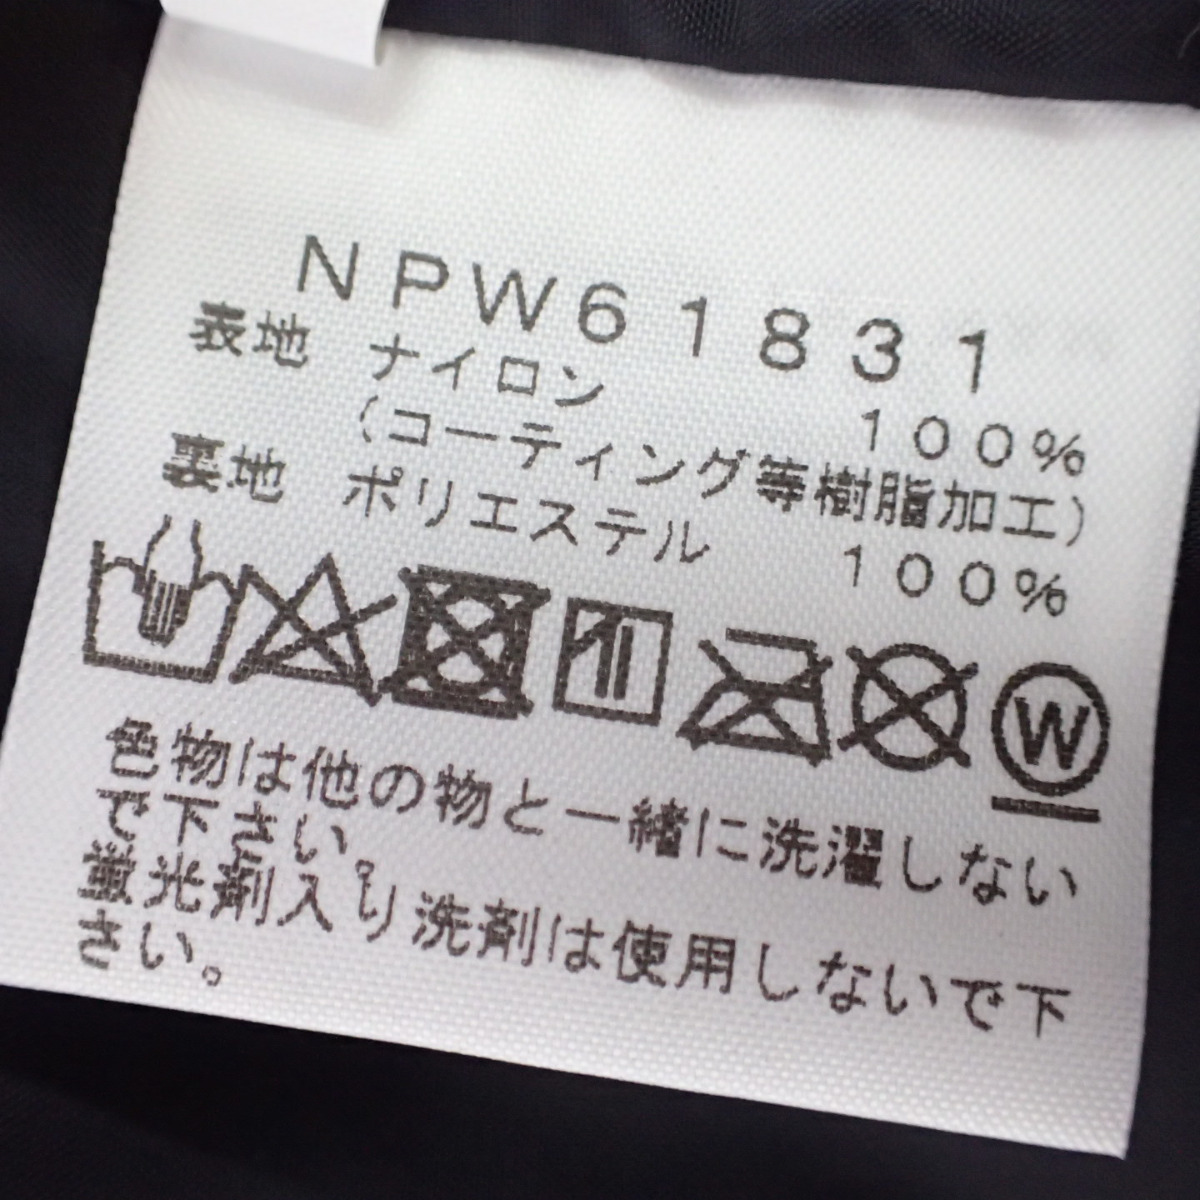 NPW61831
表地 ナイロン 100%
(コーティング等樹脂加工)
裏地 ポリエステル 100%
W
色物は他の物と一緒に洗濯しない
で下さい。
蛍光剤入り洗剤は使用しないで下
さい。